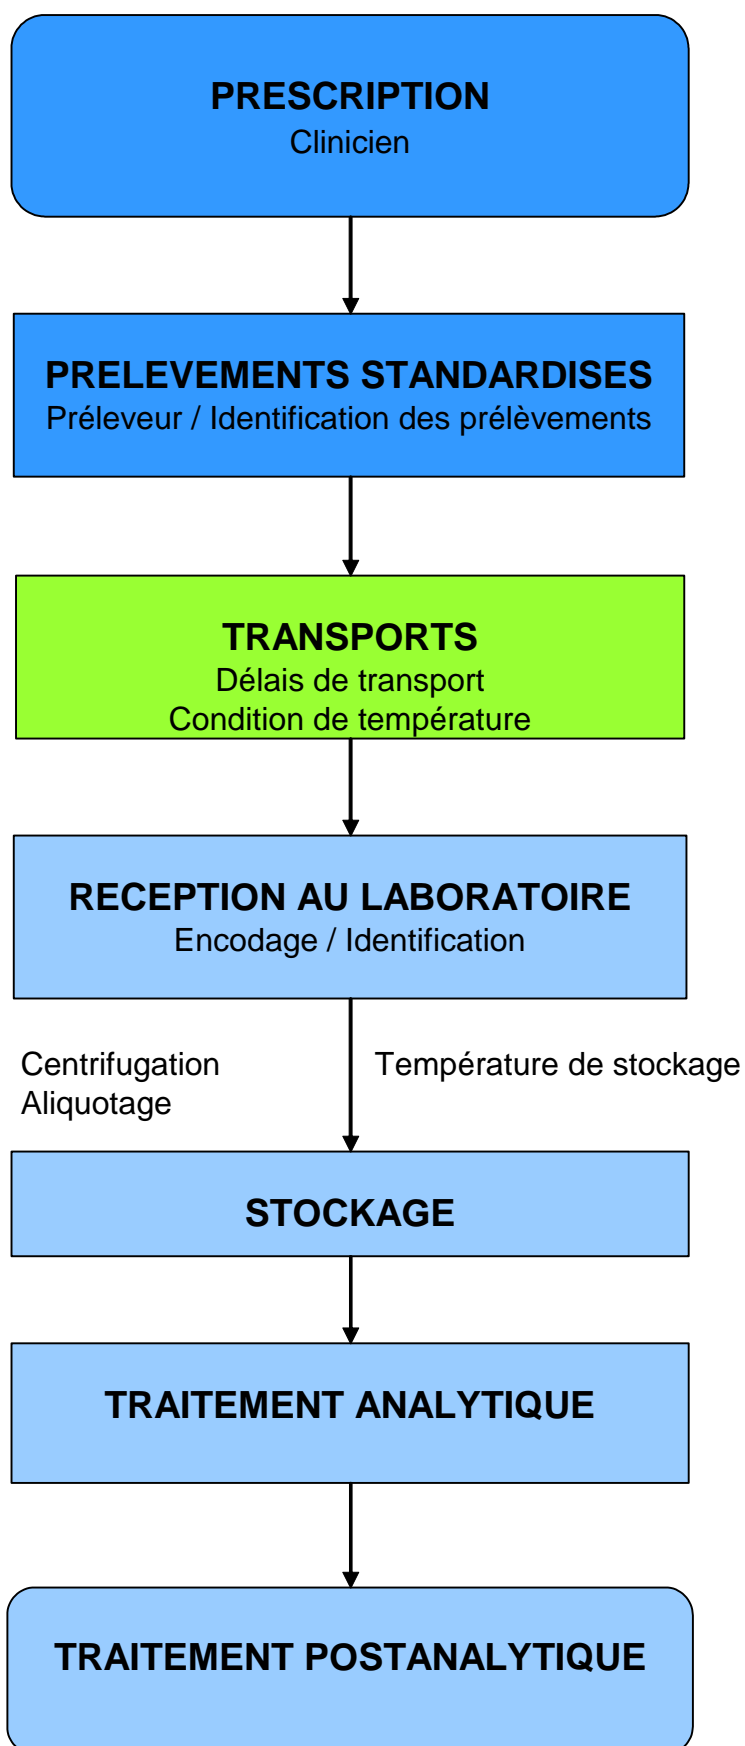 PRESCRIPTION
Clinicien
PRELEVEMENTS STANDARDISES
Préleveur / Identification des prélèvements
TRANSPORTS
Délais de transport
Condition de température
RECEPTION AU LABORATOIRE
Encodage / Identification
Centrifugation
Aliquotage
Température de stockage
STOCKAGE
TRAITEMENT ANALYTIQUE
TRAITEMENT POSTANALYTIQUE